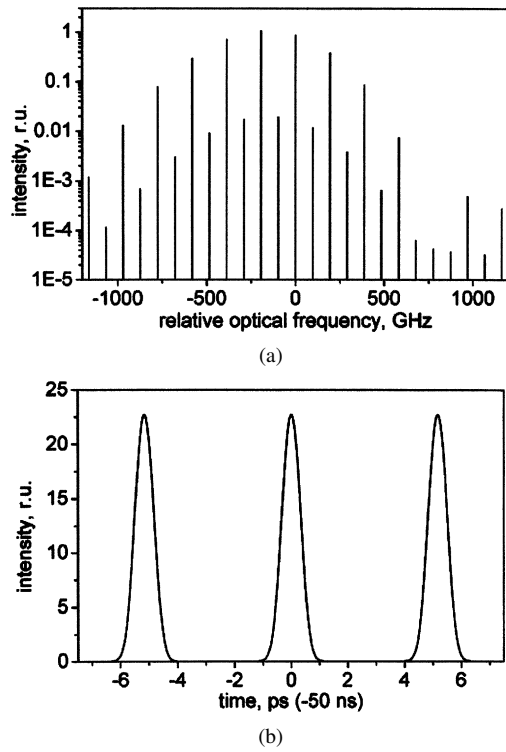 1
0.1
0.01
1E-3
1E-4
1E-5
intensity, r.u.
-1000 -500 0 500 1000
relative optical frequency, GHz
(a)
25
20
15
10
5
0
intensity, r.u.
-6 -4 -2 0 2 4 6
time, ps (-50 ns)
(b)